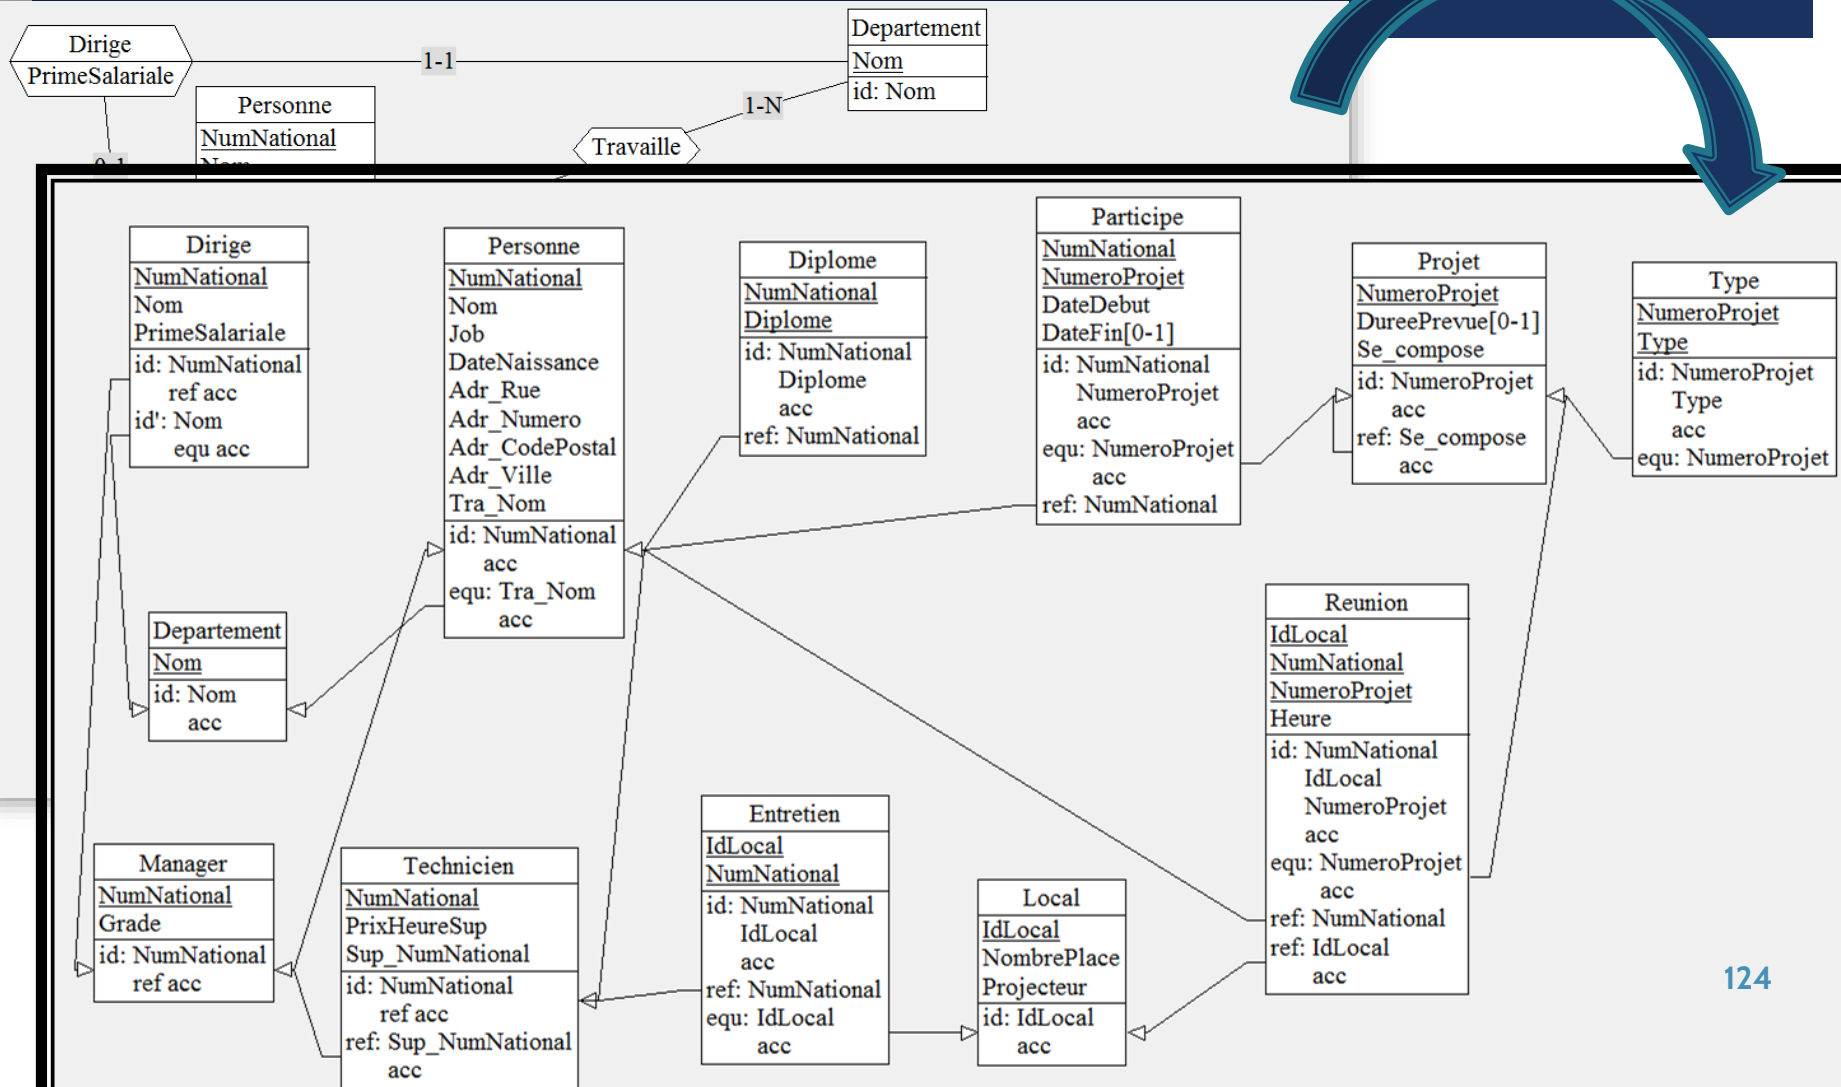 Dirige
PrimeSalariale
1-1
Departement
Nom
id: Nom
1-N
Travaille
Personne
NumNational
Nom
0-1
Dirige
NumNational
Nom
PrimeSalariale
id: NumNational
ref acc
id': Nom
equ acc
Personne
NumNational
Nom
Job
DateNaissance
Adr_Rue
Adr_Numero
Adr_CodePostal
Adr_Ville
Tra_Nom
id: NumNational
acc
equ: Tra_Nom
acc
Diplome
NumNational
Diplome
id: NumNational
Diplome
acc
ref: NumNational
Participe
NumNational
NumeroProjet
DateDebut
DateFin[0-1]
id: NumNational
NumeroProjet
acc
equ: NumeroProjet
acc
ref: NumNational
Projet
NumeroProjet
DureePrevue[0-1]
Se_compose
id: NumeroProjet
acc
ref: Se_compose
acc
Type
NumeroProjet
Type
id: NumeroProjet
Type
acc
equ: NumeroProjet
Departement
Nom
id: Nom
acc
Reunion
IdLocal
NumNational
NumeroProjet
Heure
id: NumNational
IdLocal
NumeroProjet
acc
equ: NumeroProjet
acc
ref: NumNational
ref: IdLocal
acc
Manager
NumNational
Grade
id: NumNational
ref acc
Technicien
NumNational
PrixHeureSup
Sup_NumNational
id: NumNational
ref acc
ref: Sup_NumNational
acc
Entretien
IdLocal
NumNational
id: NumNational
IdLocal
acc
ref: NumNational
equ: IdLocal
acc
Local
IdLocal
NombrePlace
Projecteur
id: IdLocal
acc
124